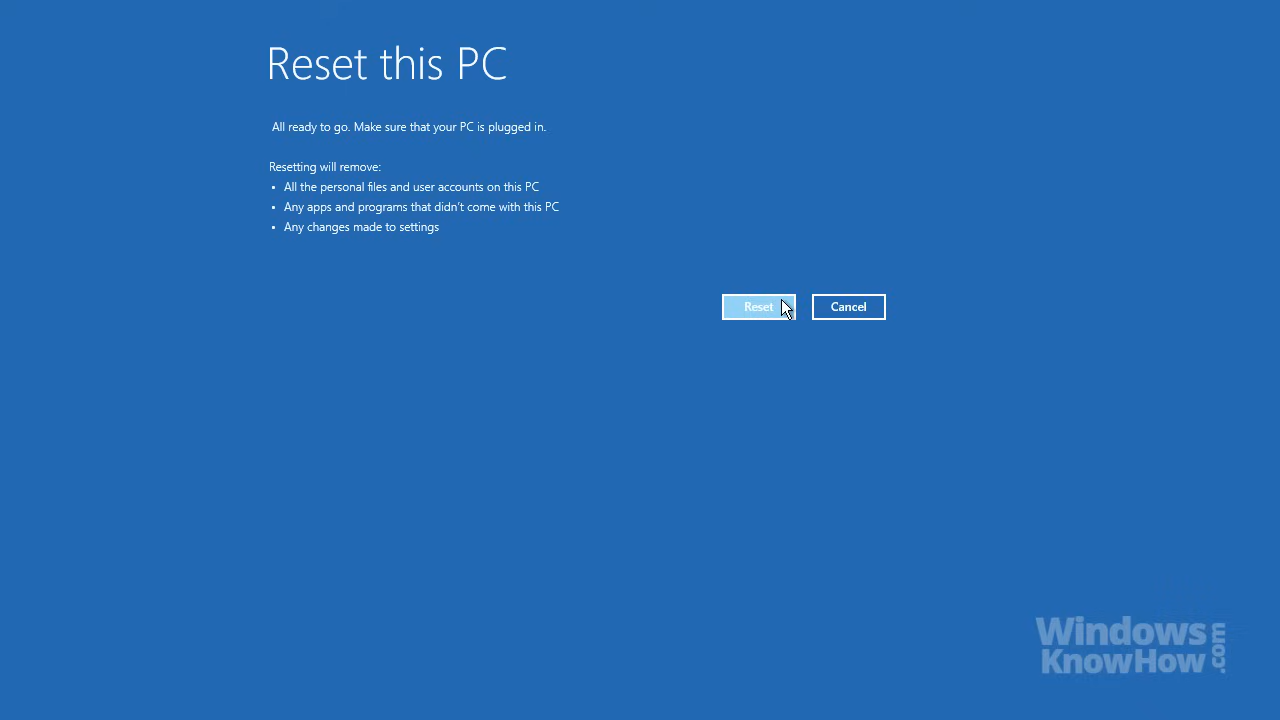 Reset this PC
All ready to go. Make sure that your PC is plugged in.
Resetting will remove:
• All the personal files and user accounts on this PC
• Any apps and programs that didn't come with this PC
• Any changes made to settings
Reset Cancel
Windows
KnowHow .com